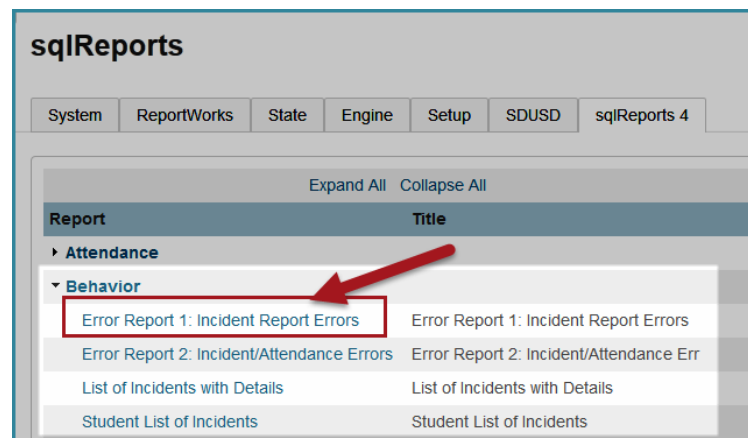 sqlReports
System ReportWorks State Engine Setup SDUSD sqlReports 4
Expand All Collapse All
Report Title
Attendance
Behavior
Error Report 1: Incident Report Errors Error Report 1: Incident Report Errors
Error Report 2: Incident/Attendance Errors Error Report 2: Incident/Attendance Err
List of Incidents with Details List of Incidents with Details
Student List of Incidents Student List of Incidents